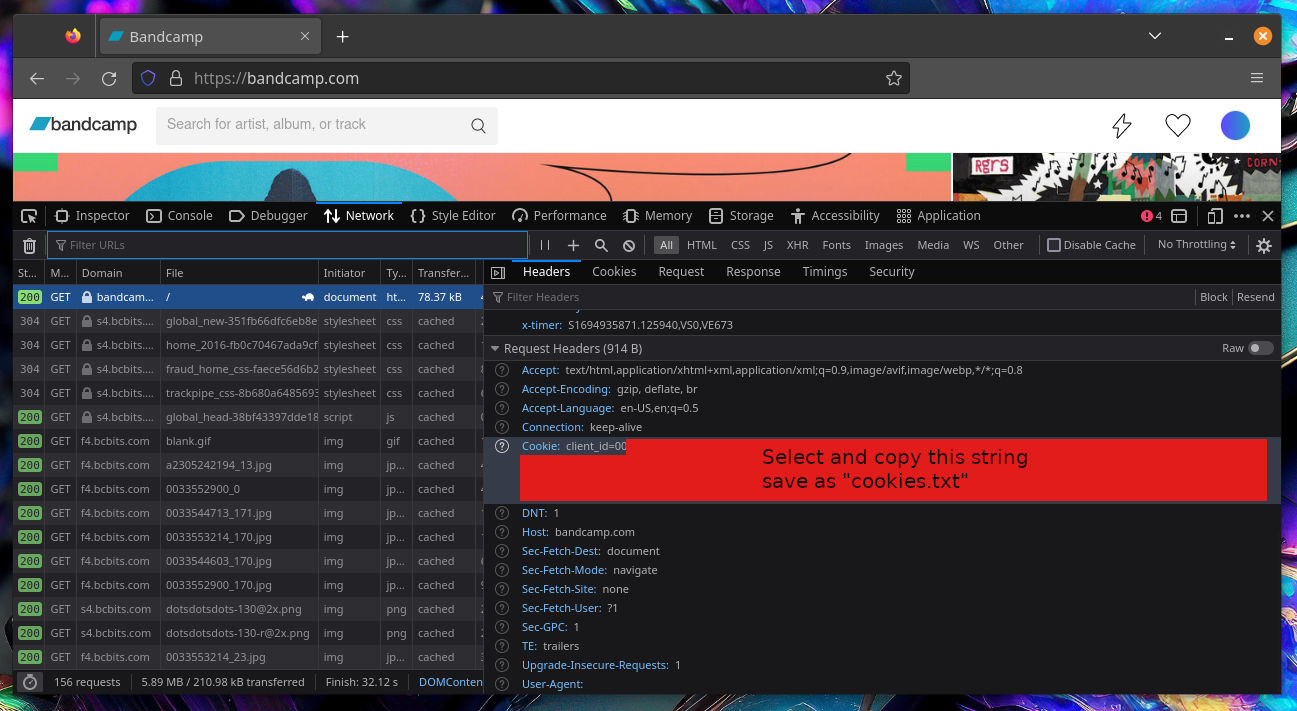 Bandcamp
https://bandcamp.com
bandcamp
Search for artist, album, or track
Rgrs
CORN
Inspector Console Debugger Network Style Editor Performance Memory Storage Accessibility Application 4
Filter URLs All HTML CSS JS XHR Fonts Images Media WS Other Disable Cache No Throttling
St... M... Domain File Initiator Ty... Transfer...
Headers Cookies Request Response Timings Security
200 GET bandcam... / document ht... 78.37 kB
304 GET s4.bcbits.... global_new-351fb66dfc6eb8e stylesheet css cached
304 GET s4.bcbits.... home_2016-fb0c70467ada9cf stylesheet css cached
304 GET s4.bcbits.... fraud_home_css-faece56d6b2 stylesheet css cached
304 GET s4.bcbits.... trackpipe_css-8b680a6485693 stylesheet css cached
200 GET s4.bcbits.... global_head-38bf43397dde18 script js cached
200 GET f4.bcbits.com blank.gif img gif cached
200 GET f4.bcbits.com a2305242194_13.jpg img jp... cached
200 GET f4.bcbits.com 0033552900_0 img jp... cached
200 GET f4.bcbits.com 0033544713_171.jpg img jp... cached
200 GET f4.bcbits.com 0033553214_170.jpg img jp... cached
200 GET f4.bcbits.com 0033544603_170.jpg img jp... cached
200 GET f4.bcbits.com 0033552900_170.jpg img jp... cached
200 GET s4.bcbits.com dotsdotsdots-130@2x.png img png cached
200 GET s4.bcbits.com dotsdotsdots-130-r@2x.png img png cached
200 GET f4.bcbits.com 0033553214_23.jpg img jp... cached
156 requests 5.89 MB / 210.98 kB transferred Finish: 32.12 s DOMConten
Filter Headers Block Resend
x-timer: S1694935871.125940,VS0,VE673
Request Headers (914 B) Raw
Accept: text/html,application/xhtml+xml,application/xml;q=0.9,image/avif,image/webp,*/*;q=0.8
Accept-Encoding: gzip, deflate, br
Accept-Language: en-US,en;q=0.5
Connection: keep-alive
Cookie: client_id=00
Select and copy this string
save as "cookies.txt"
DNT: 1
Host: bandcamp.com
Sec-Fetch-Dest: document
Sec-Fetch-Mode: navigate
Sec-Fetch-Site: none
Sec-Fetch-User: ?1
Sec-GPC: 1
TE: trailers
Upgrade-Insecure-Requests: 1
User-Agent: